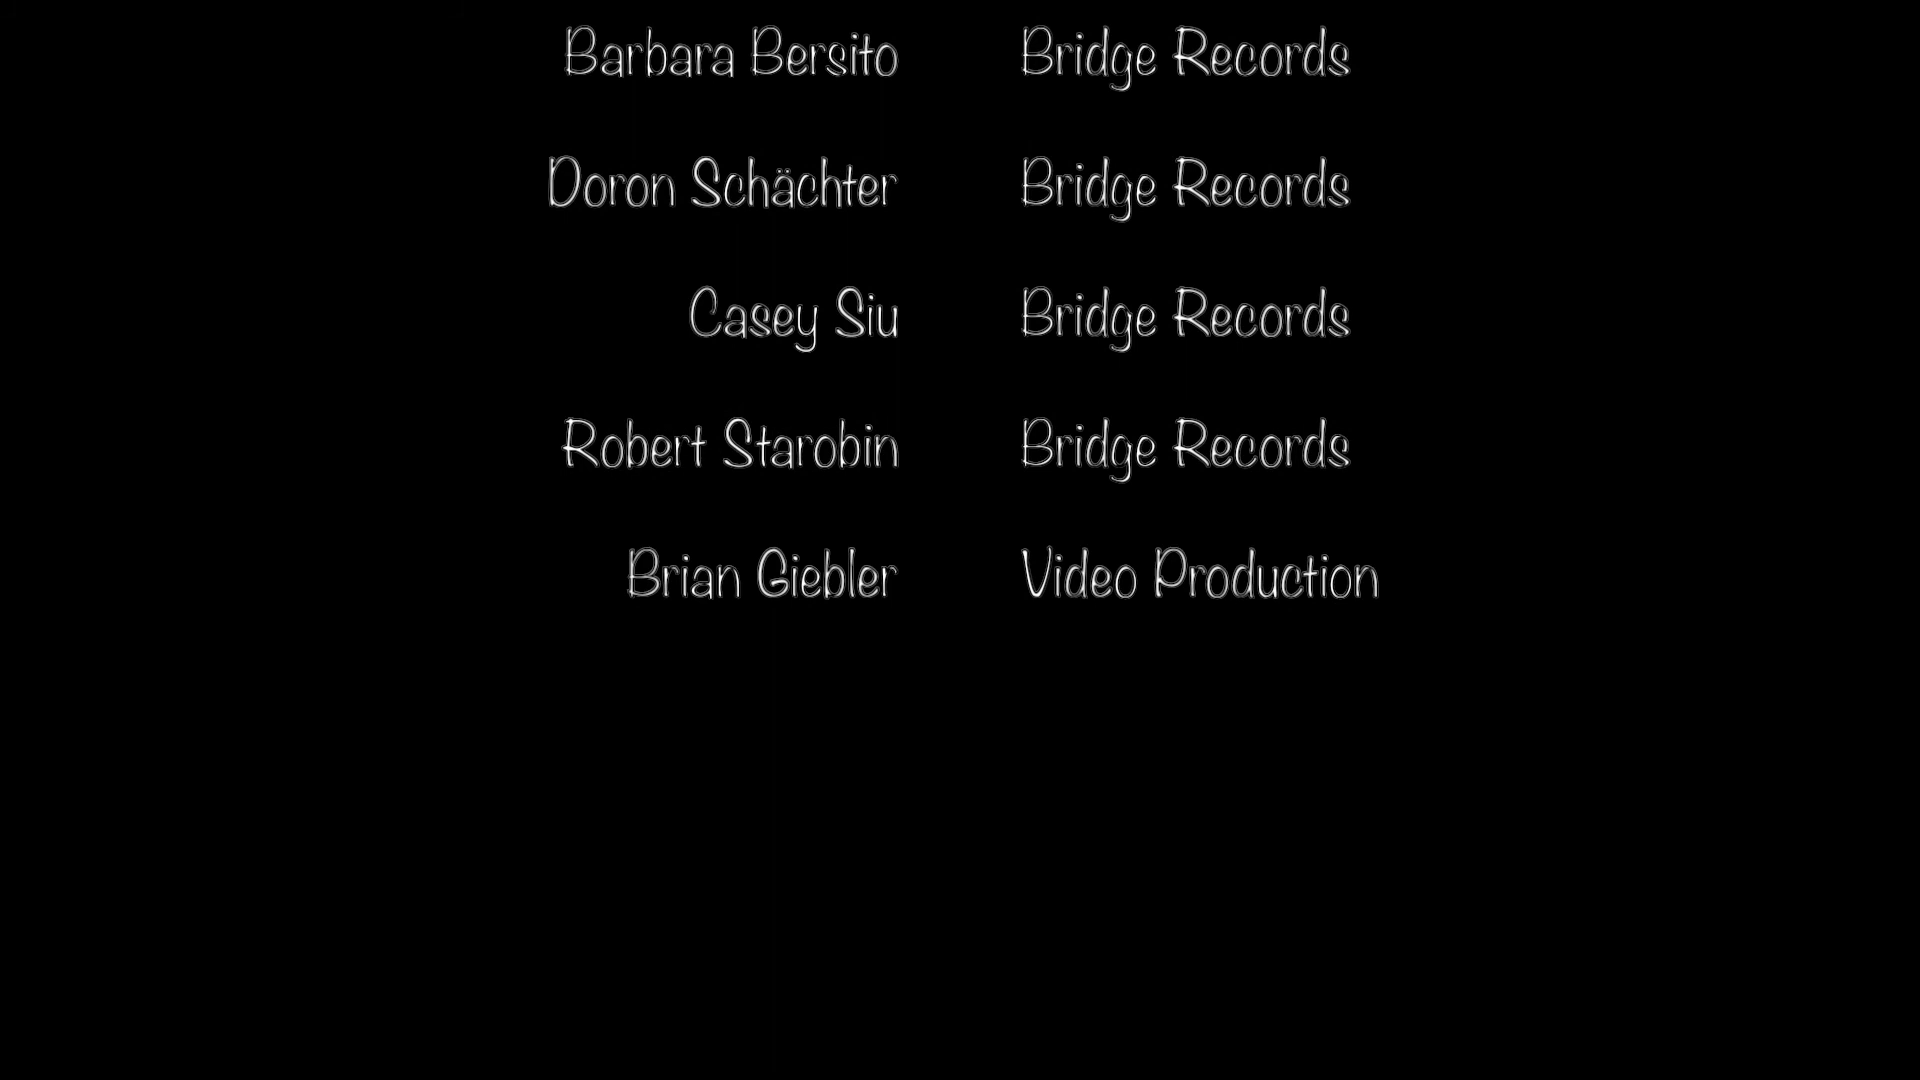 Barbara Bersito Bridge Records
Doron Schächter Bridge Records
Casey Siu Bridge Records
Robert Starobin Bridge Records
Brian Giebler Video Production